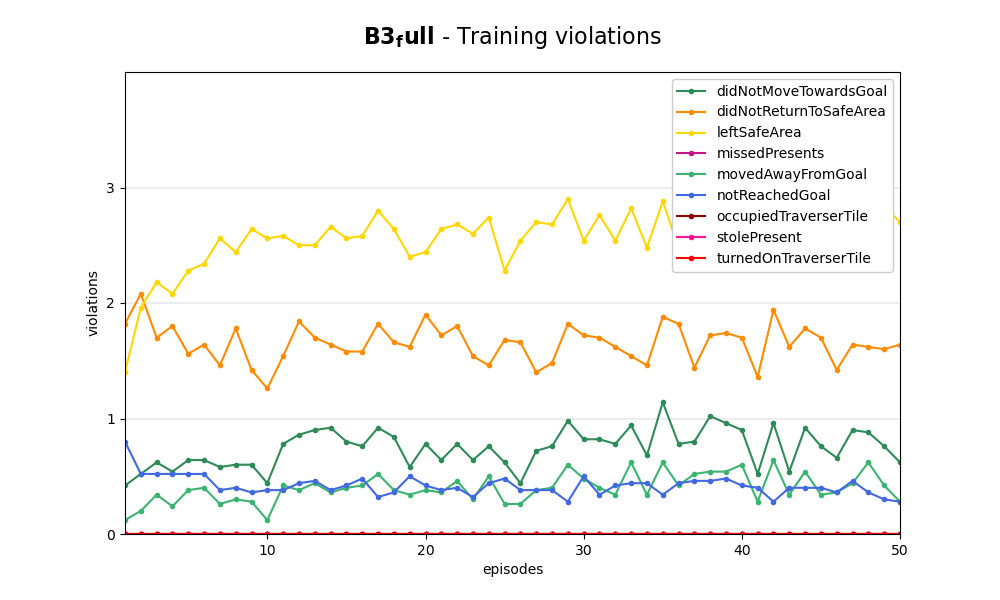 B3full - Training violations
didNotMoveTowardsGoal
didNotReturnToSafeArea
leftSafeArea
missedPresents
movedAwayFromGoal
notReachedGoal
occupiedTraverserTile
stolePresent
turnedOnTraverserTile
violations
3
2
1
0
10
20
30
40
50
episodes